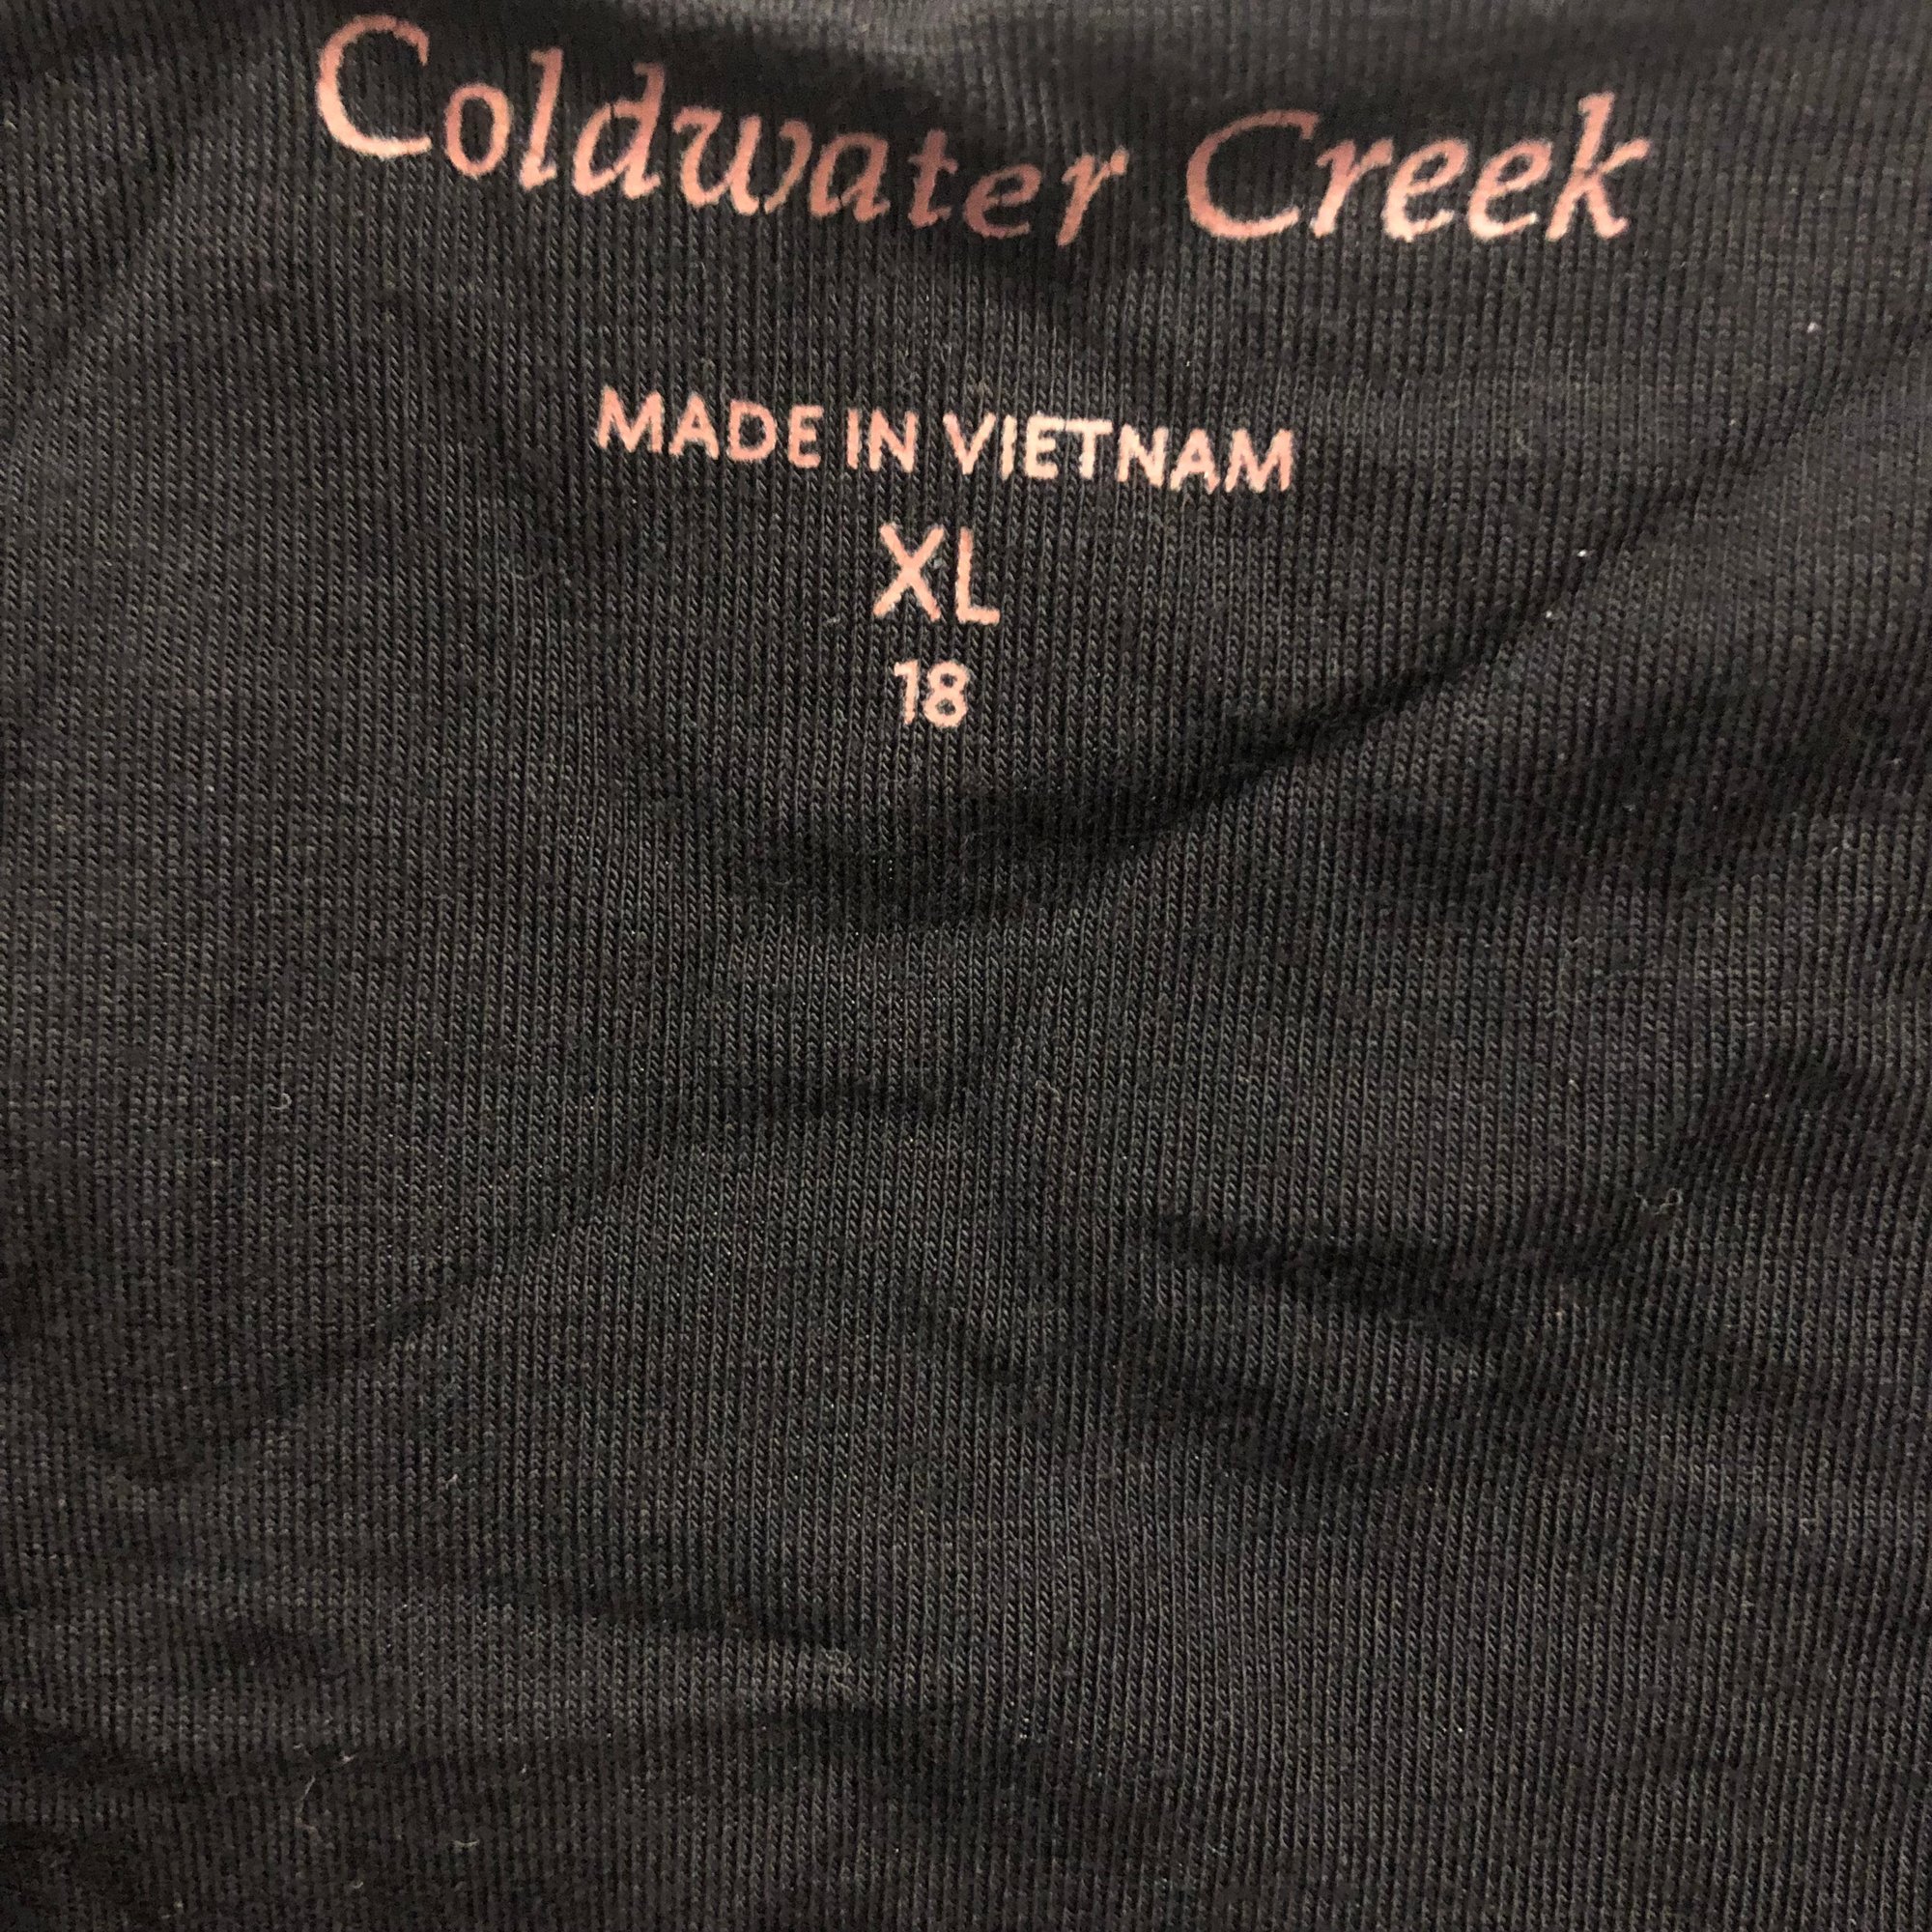 Coldwater Creek
MADE IN VIETNAM
XL
18